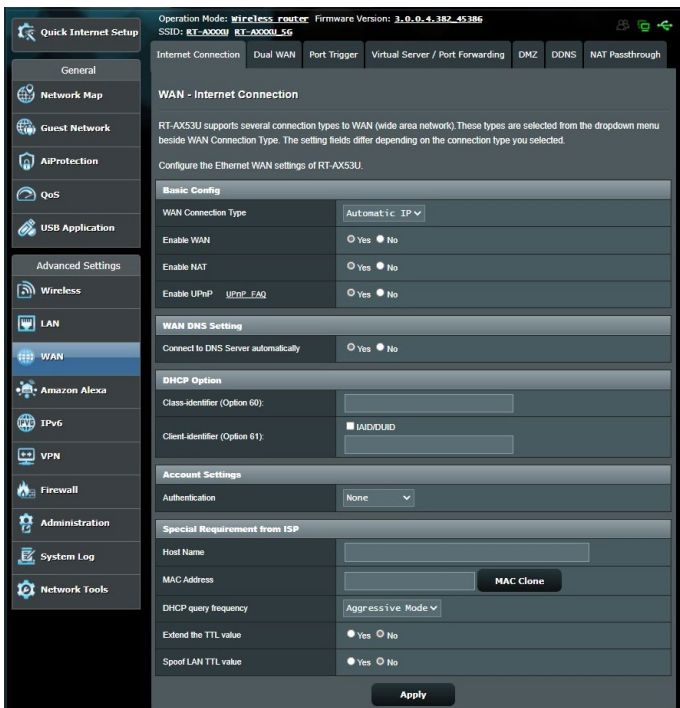 Quick Internet Setup
General
Network Map
Guest Network
AiProtection
QoS
USB Application
Advanced Settings
Wireless
LAN
WAN
Amazon Alexa
IPv6
VPN
Firewall
Administration
System Log
Network Tools
Operation Mode: Wireless router Firmware Version: 3.0.0.4.382_45386
SSID: RT-AXXXU RT-AXXXU_5G
Internet Connection Dual WAN Port Trigger Virtual Server / Port Forwarding DMZ DDNS NAT Passthrough
WAN - Internet Connection
RT-AX53U supports several connection types to WAN (wide area network).These types are selected from the dropdown menu
beside WAN Connection Type. The setting fields differ depending on the connection type you selected.
Configure the Ethernet WAN settings of RT-AX53U.
Basic Config
WAN Connection Type Automatic IP
Enable WAN Yes No
Enable NAT Yes No
Enable UPnP UPnP FAQ Yes No
WAN DNS Setting
Connect to DNS Server automatically Yes No
DHCP Option
Class-identifier (Option 60):
Client-identifier (Option 61): IAID/DUID
Account Settings
Authentication None
Special Requirement from ISP
Host Name
MAC Address MAC Clone
DHCP query frequency Aggressive Mode
Extend the TTL value Yes No
Spoof LAN TTL value Yes No
Apply